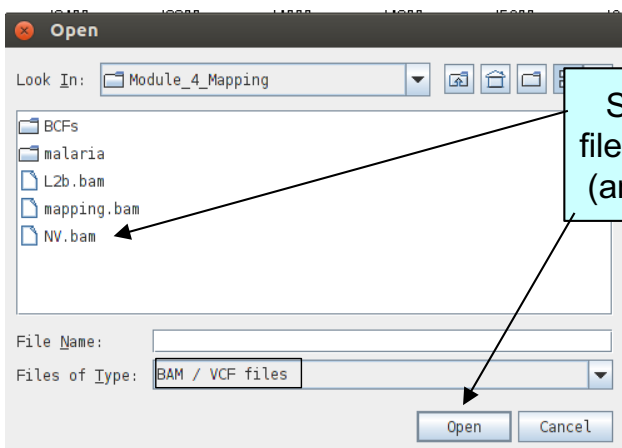 Open
Look In: Module_4_Mapping
BCFs
malaria
L2b.bam
mapping.bam
NV.bam
file
File Name:
Files of Type: BAM / VCF files
Open Cancel